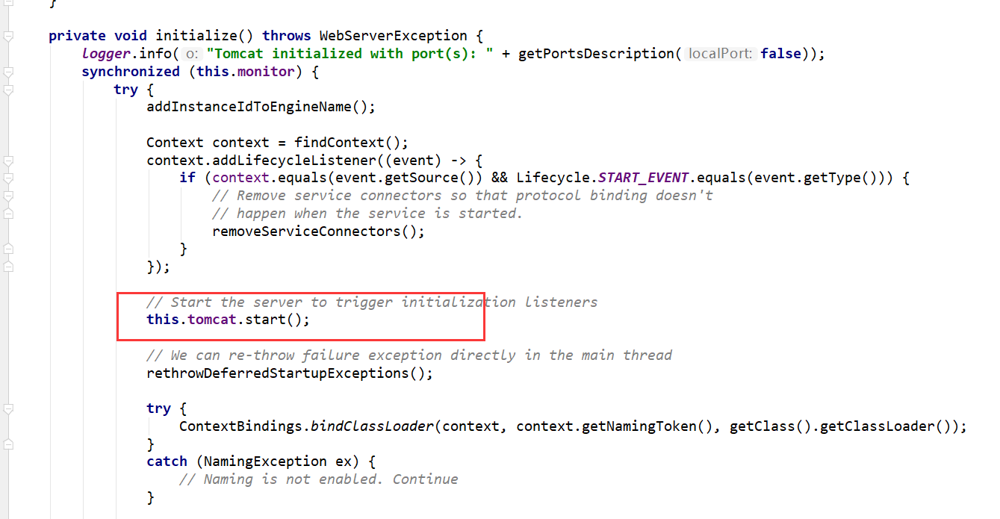 }
private void initialize() throws WebServerException {
logger.info( o: "Tomcat initialized with port(s): " + getPortsDescription( localPort: false));
synchronized (this.monitor) {
try {
addInstanceIdToEngineName();
Context context = findContext();
context.addLifecycleListener((event) -> {
if (context.equals(event.getSource()) && Lifecycle.START_EVENT.equals(event.getType())) {
// Remove service connectors so that protocol binding doesn't
// happen when the service is started.
removeServiceConnectors();
}
});
// Start the server to trigger initialization listeners
this.tomcat.start();
// We can re-throw failure exception directly in the main thread
rethrowDeferredStartupExceptions();
try {
ContextBindings.bindClassLoader(context, context.getNamingToken(), getClass().getClassLoader());
}
catch (NamingException ex) {
// Naming is not enabled. Continue
}